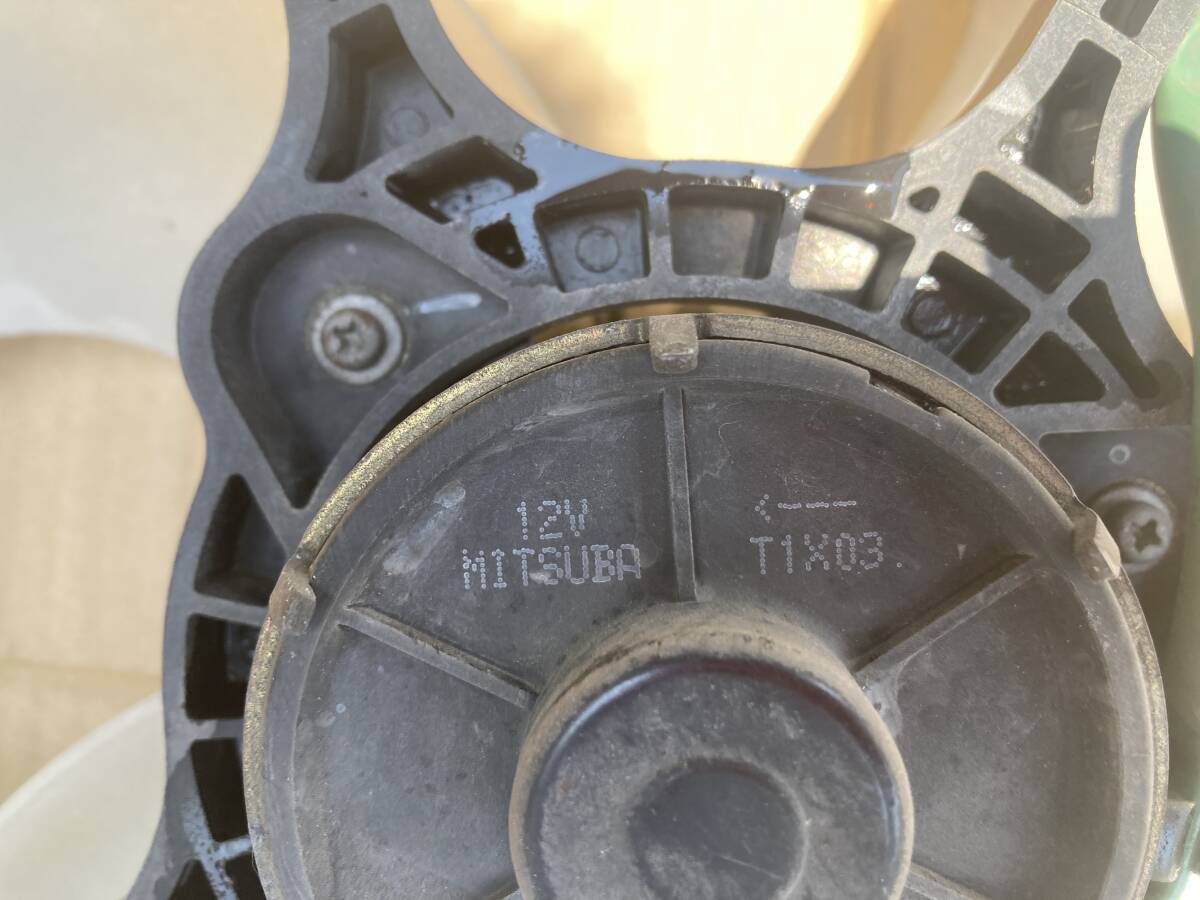 12V
MITSUBA
<---
T1X03.